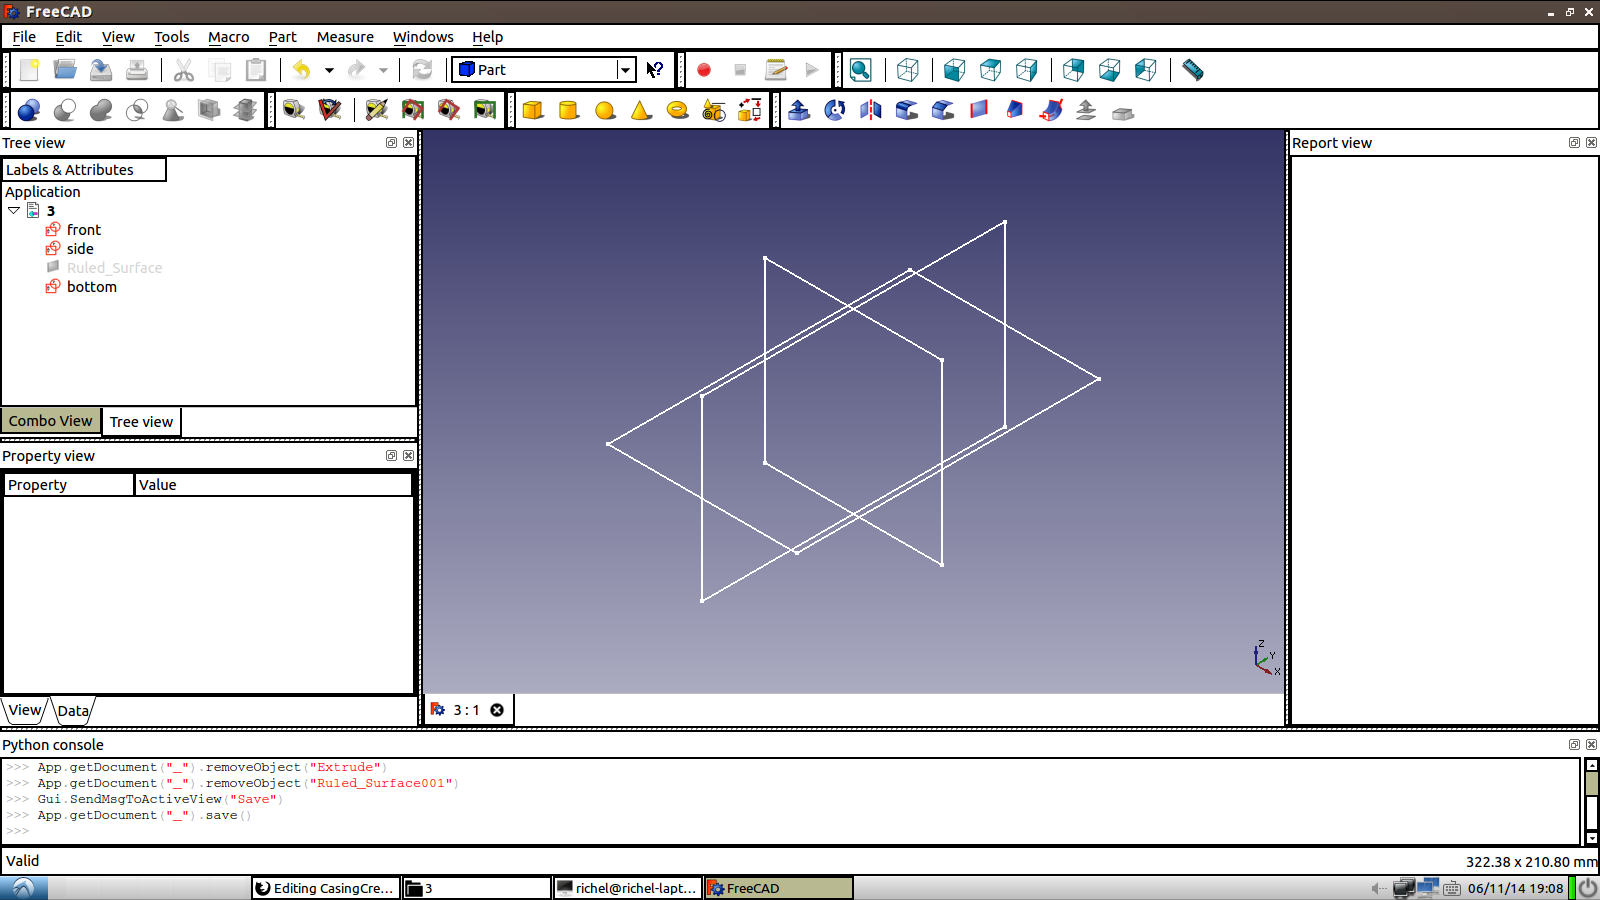 FreeCAD
File Edit View Tools Macro Part Measure Windows Help
Part
Tree view
Labels & Attributes
Application
3
front
side
Ruled_Surface
bottom
Combo View Tree view
Property view
Property Value
View Data
Z
Y
X
3 : 1
Report view
Python console
>>> App.getDocument("_").removeObject("Extrude")
>>> App.getDocument("_").removeObject("Ruled_Surface001")
>>> Gui.SendMsgToActiveView("Save")
>>> App.getDocument("_").save()
>>>
Valid
322.38 x 210.80 mm
Editing CasingCre... 3 richel@richel-lapt... FreeCAD 06/11/14 19:08